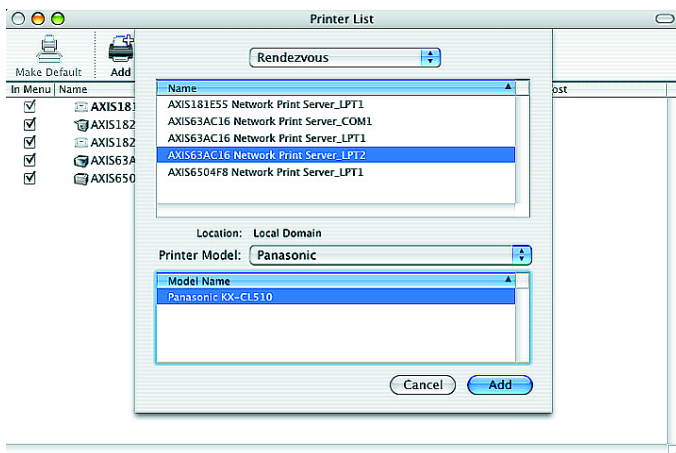 Printer List
Rendezvous
Make Default
Add
In Menu Name
ost
Name
AXIS181E55 Network Print Server_LPT1
AXIS63AC16 Network Print Server_COM1
AXIS63AC16 Network Print Server_LPT1
AXIS63AC16 Network Print Server_LPT2
AXIS6504F8 Network Print Server_LPT1
AXIS181
AXIS182
AXIS182
AXIS63A
AXIS650
Location: Local Domain
Printer Model: Panasonic
Model Name
Panasonic KX-CL510
Cancel
Add